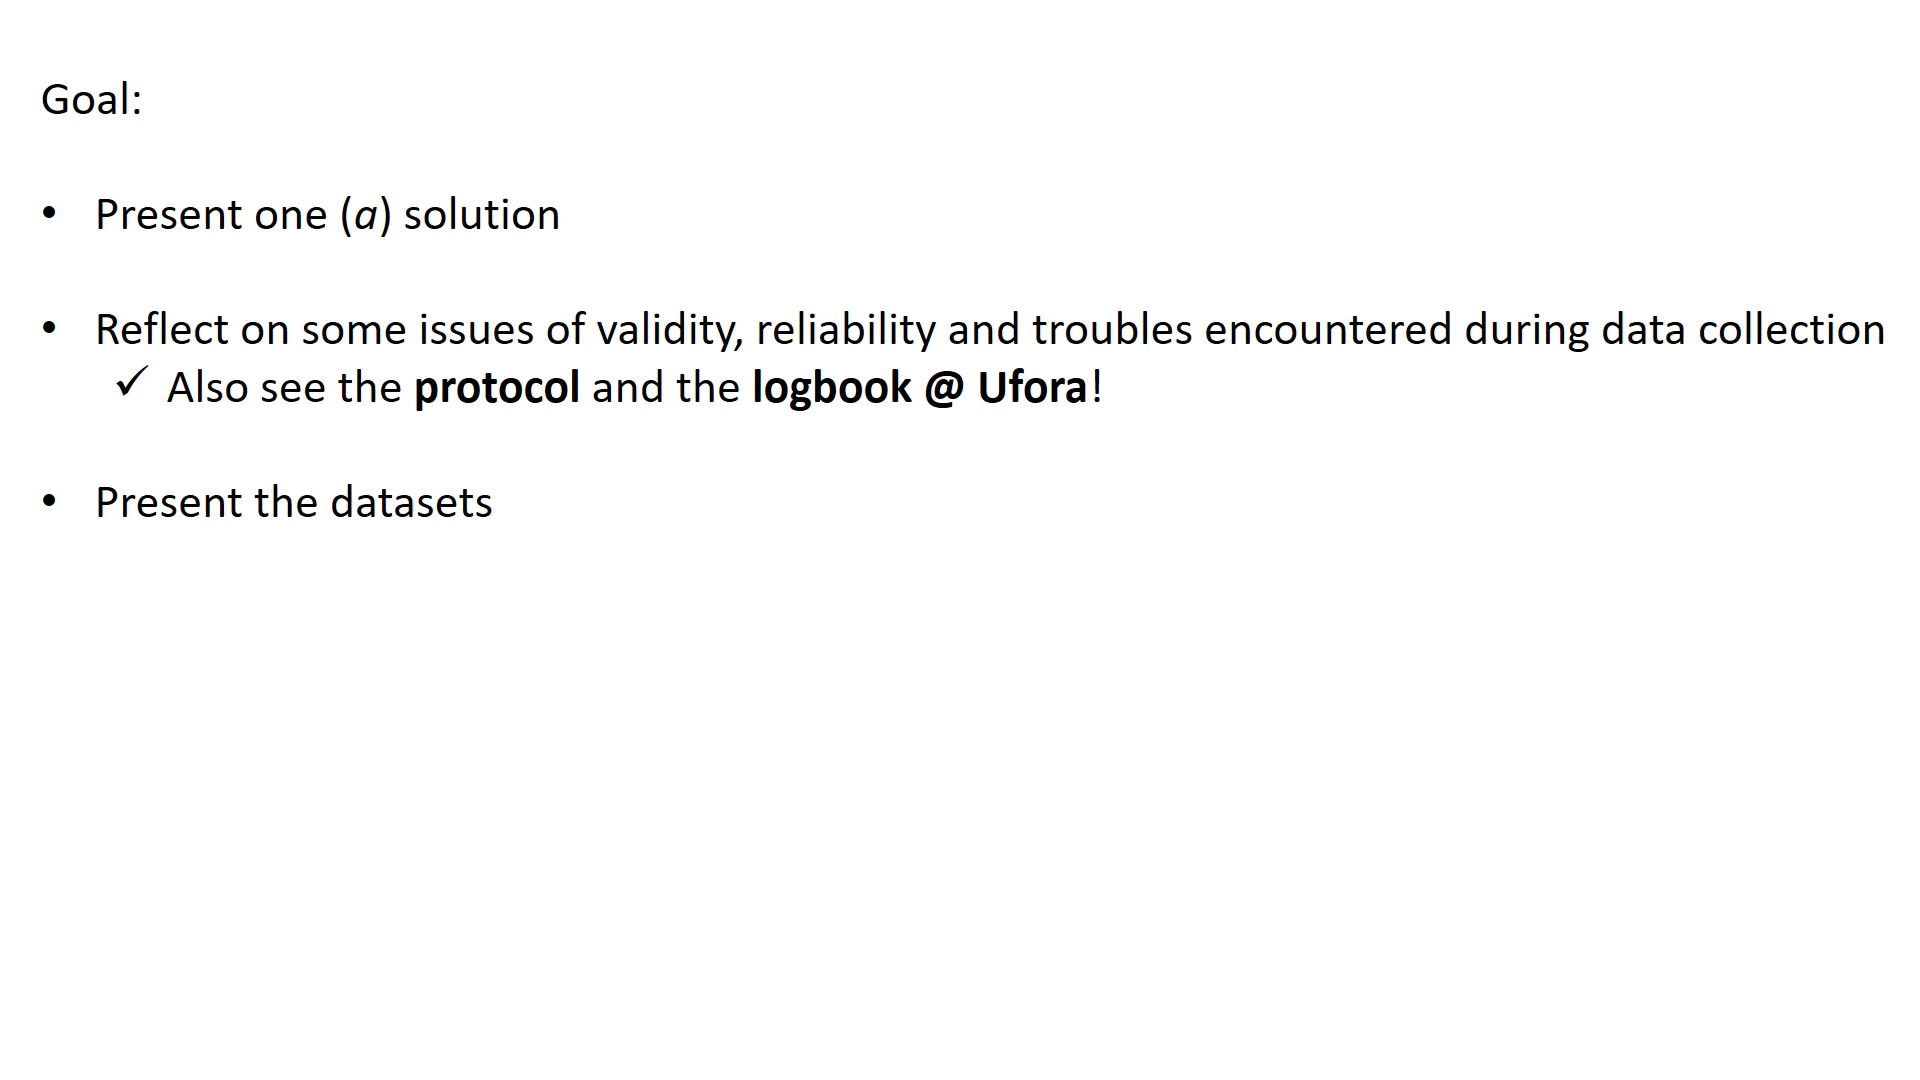 Goal:
• Present one (a) solution
• Reflect on some issues of validity, reliability and troubles encountered during data collection
✓ Also see the protocol and the logbook @ Ufora!
• Present the datasets